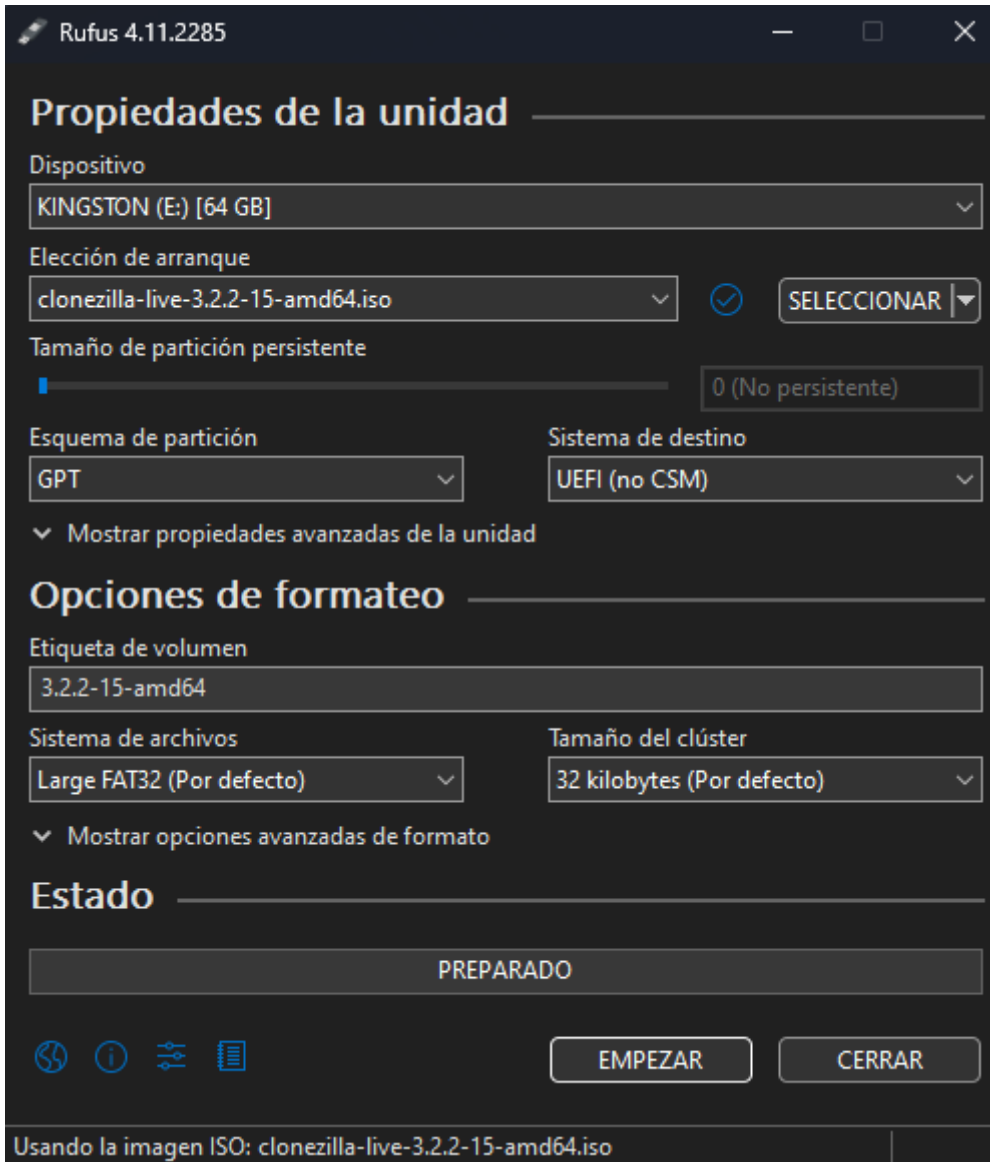 Rufus 4.11.2285
Propiedades de la unidad
Dispositivo
KINGSTON (E:) [64 GB]
Elección de arranque
clonezilla-live-3.2.2-15-amd64.iso
SELECCIONAR
Tamaño de partición persistente
0 (No persistente)
Esquema de partición
Sistema de destino
GPT
UEFI (no CSM)
Mostrar propiedades avanzadas de la unidad
Opciones de formateo
Etiqueta de volumen
3.2.2-15-amd64
Sistema de archivos
Tamaño del clúster
Large FAT32 (Por defecto)
32 kilobytes (Por defecto)
Mostrar opciones avanzadas de formato
Estado
PREPARADO
EMPEZAR
CERRAR
Usando la imagen ISO: clonezilla-live-3.2.2-15-amd64.iso